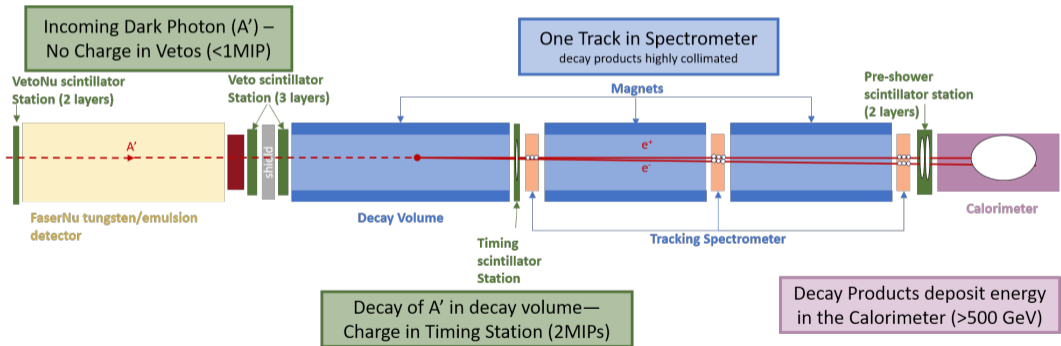 Incoming Dark Photon (A’) –
No Charge in Vetos (<1MIP)
One Track in Spectrometer
decay products highly collimated
VetoNu scintillator
Station (2 layers)
Veto scintillator
Station (3 layers)
Magnets
Pre-shower
scintillator station
(2 layers)
A’
shield
e+
e-
FaserNu tungsten/emulsion
detector
Decay Volume
Timing
scintillator
Station
Tracking Spectrometer
Calorimeter
Decay of A’ in decay volume—
Charge in Timing Station (2MIPs)
Decay Products deposit energy
in the Calorimeter (>500 GeV)